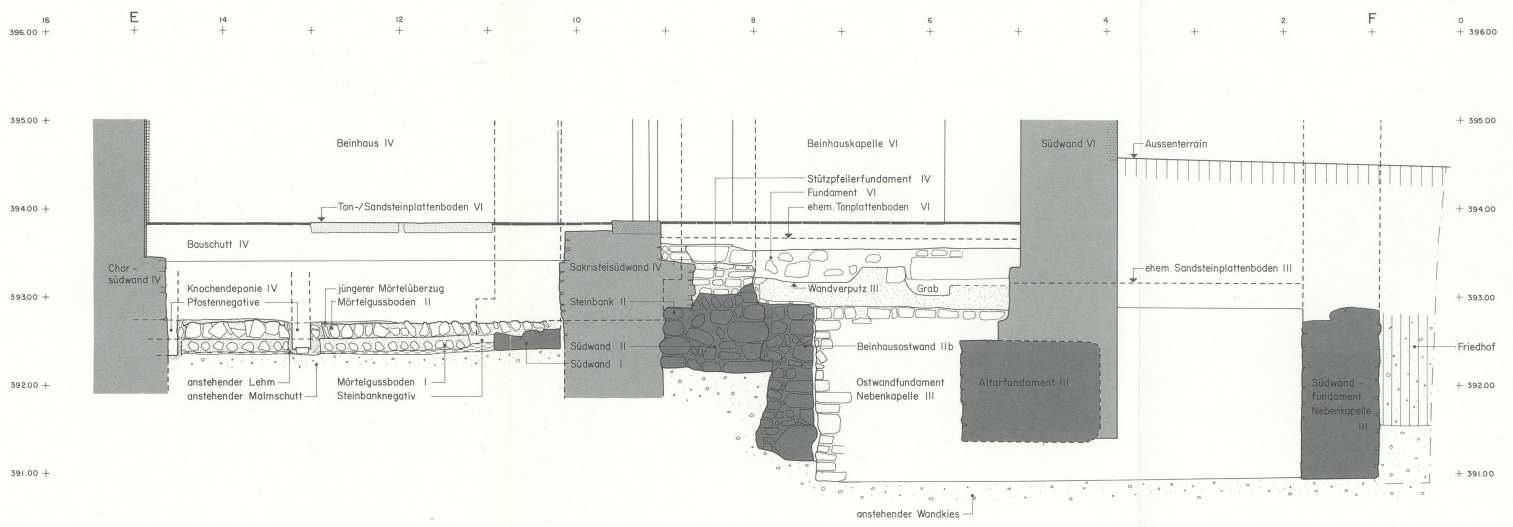 16 E 14 12 10 8 6 4 2 F 0
396.00 396.00
395.00 395.00
Beinhaus IV
Beinhauskapelle VI
Südwand VI
Aussenterrain
Stützpfeilerfundament IV
Fundament VI
Ton-/Sandsteinplattenboden VI
ehem. Tonplattenboden VI
394.00 394.00
Bauschutt IV
Chor-
südwand IV
Sakristeisüdwand IV
ehem. Sandsteinplattenboden III
Knochendeponie IV
jüngerer Mörtelüberzug
Wandverputz III
Grab
393.00 393.00
Pfostennegative
Mörtelgussboden II
Steinbank II
Südwand II
Beinhausostwand IIb
Friedhof
Südwand I
392.00 392.00
anstehender Lehm
Mörtelgussboden I
anstehender Malmschutt
Steinbanknegativ
Ostwandfundament
Nebenkapelle III
Altarfundament III
Südwand-
fundament
Nebenkapelle
III
391.00 391.00
anstehender Wandkies